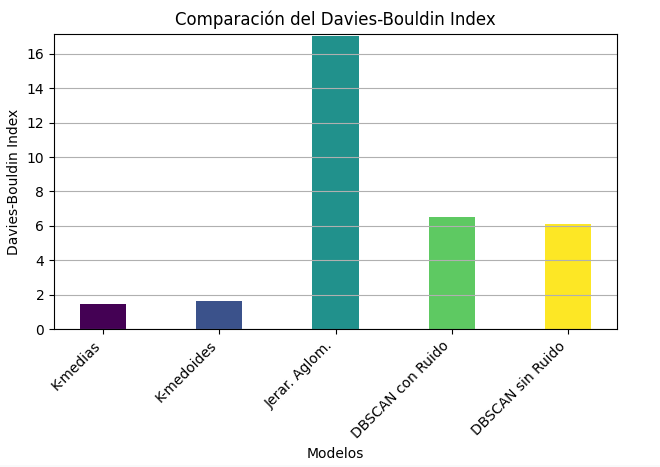 Comparación del Davies-Bouldin Index
Davies-Bouldin Index
16
14
12
10
8
6
4
2
0
K-medias
K-medoides
Jerar. Aglom.
DBSCAN con Ruido
DBSCAN sin Ruido
Modelos